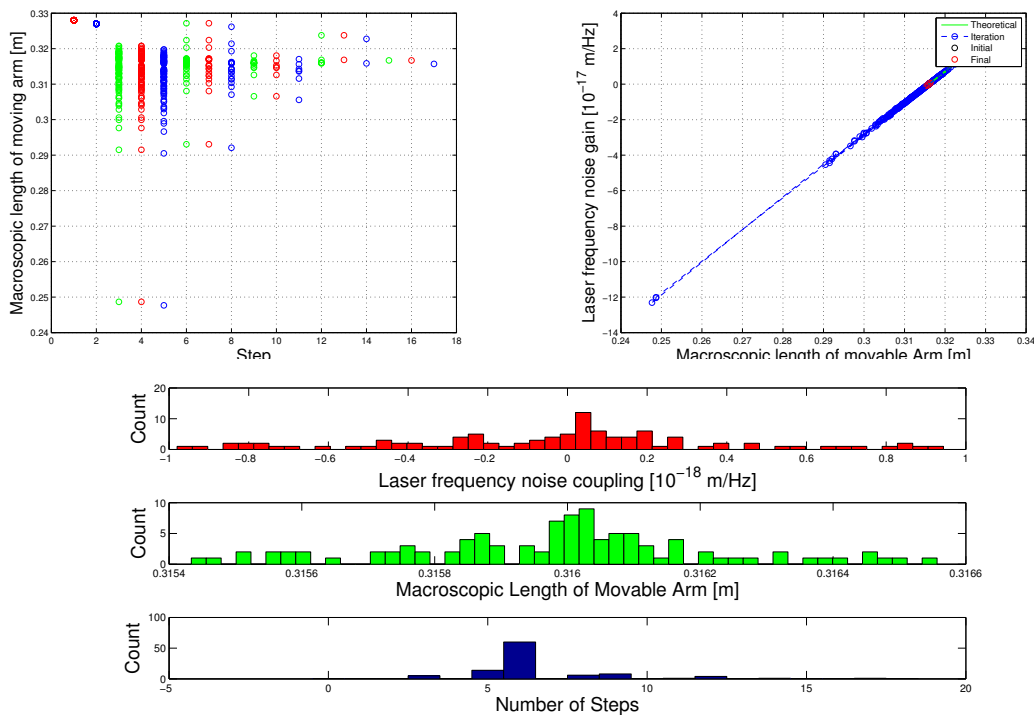 Macroscopic length of moving arm [m]
0.33
0.32
0.31
0.3
0.29
0.28
0.27
0.26
0.25
0.24
0 2 4 6 8 10 12 14 16 18
Step
Laser frequency noise gain [10⁻¹⁷ m/Hz]
4
2
0
−2
−4
−6
−8
−10
−12
−14
0.24 0.25 0.26 0.27 0.28 0.29 0.3 0.31 0.32 0.33 0.34
Macroscopic length of movable Arm [m]
Theoretical
Iteration
Initial
Final
Count
20
10
0
−1 −0.8 −0.6 −0.4 −0.2 0 0.2 0.4 0.6 0.8 1
Laser frequency noise coupling [10⁻¹⁸ m/Hz]
Count
10
5
0
0.3154 0.3156 0.3158 0.316 0.3162 0.3164 0.3166
Macroscopic Length of Movable Arm [m]
Count
100
50
0
−5 0 5 10 15 20
Number of Steps